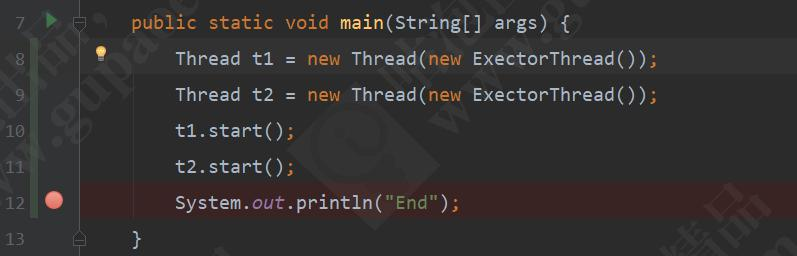 7 public static void main(String[] args) {
8 Thread t1 = new Thread(new ExectorThread());
9 Thread t2 = new Thread(new ExectorThread());
10 t1.start();
11 t2.start();
12 System.out.println("End");
13 }